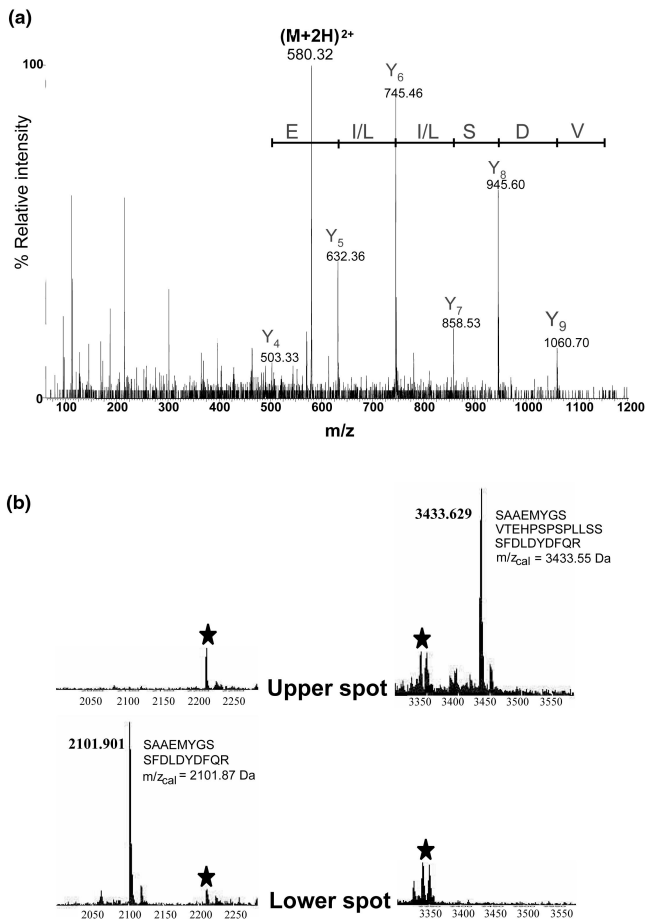 (a)
(M+2H)²⁺
580.32
% Relative intensity
100
0
E I/L I/L S D V
Y₄
503.33
Y₅
632.36
Y₆
745.46
Y₇
858.53
Y₈
945.60
Y₉
1060.70
100 200 300 400 500 600 700 800 900 1000 1100 1200
m/z
(b)
3433.629
SAAEMYGS
VTEHPSPSPLLSS
SFDLDYDFQR
m/zcal = 3433.55 Da
2050 2100 2150 2200 2250
Upper spot
3350 3400 3450 3500 3550
2101.901
SAAEMYGS
SFDLDYDFQR
m/zcal = 2101.87 Da
2050 2100 2150 2200 2250
Lower spot
3350 3400 3450 3500 3550